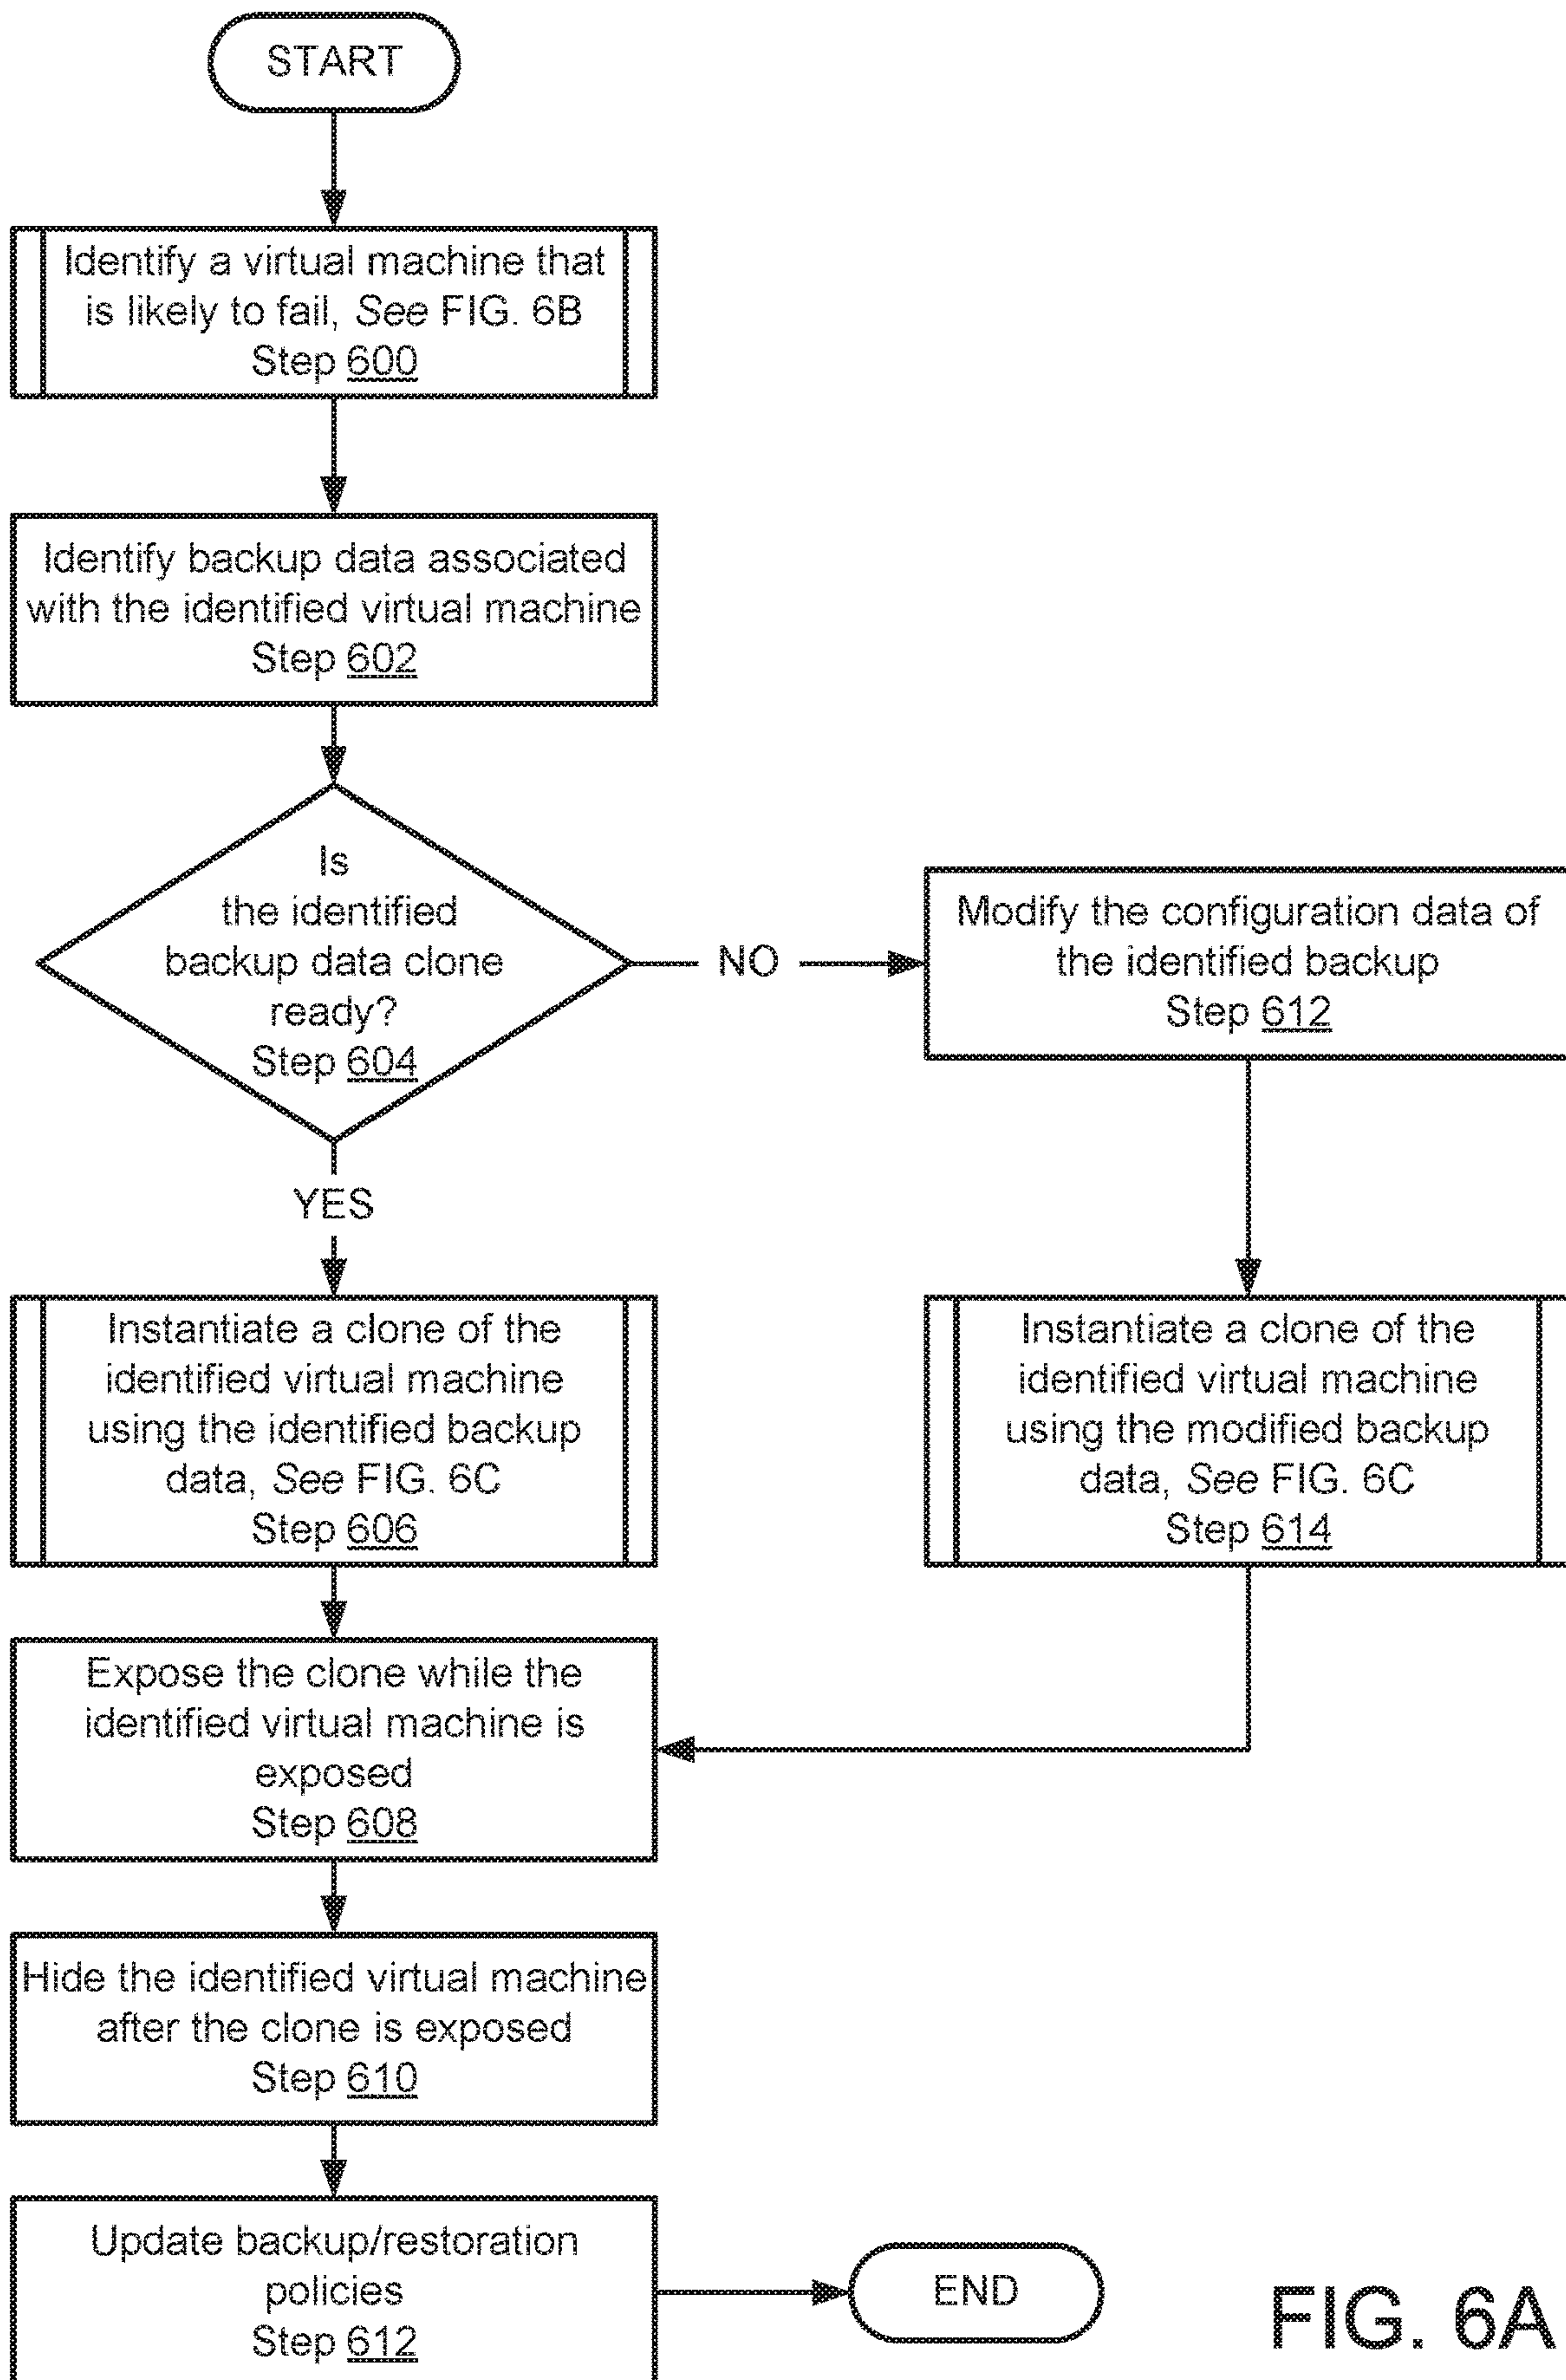 START
Identify a virtual machine that
is likely to fail, See FIG. 6B
Step 600
Identify backup data associated
with the identified virtual machine
Step 602
Is
the identified
backup data clone
ready?
Step 604
NO
Modify the configuration data of
the identified backup
Step 612
YES
Instantiate a clone of the
identified virtual machine
using the identified backup
data, See FIG. 6C
Step 606
Instantiate a clone of the
identified virtual machine
using the modified backup
data, See FIG. 6C
Step 614
Expose the clone while the
identified virtual machine is
exposed
Step 608
Hide the identified virtual machine
after the clone is exposed
Step 610
Update backup/restoration
policies
Step 612
END
FIG. 6A